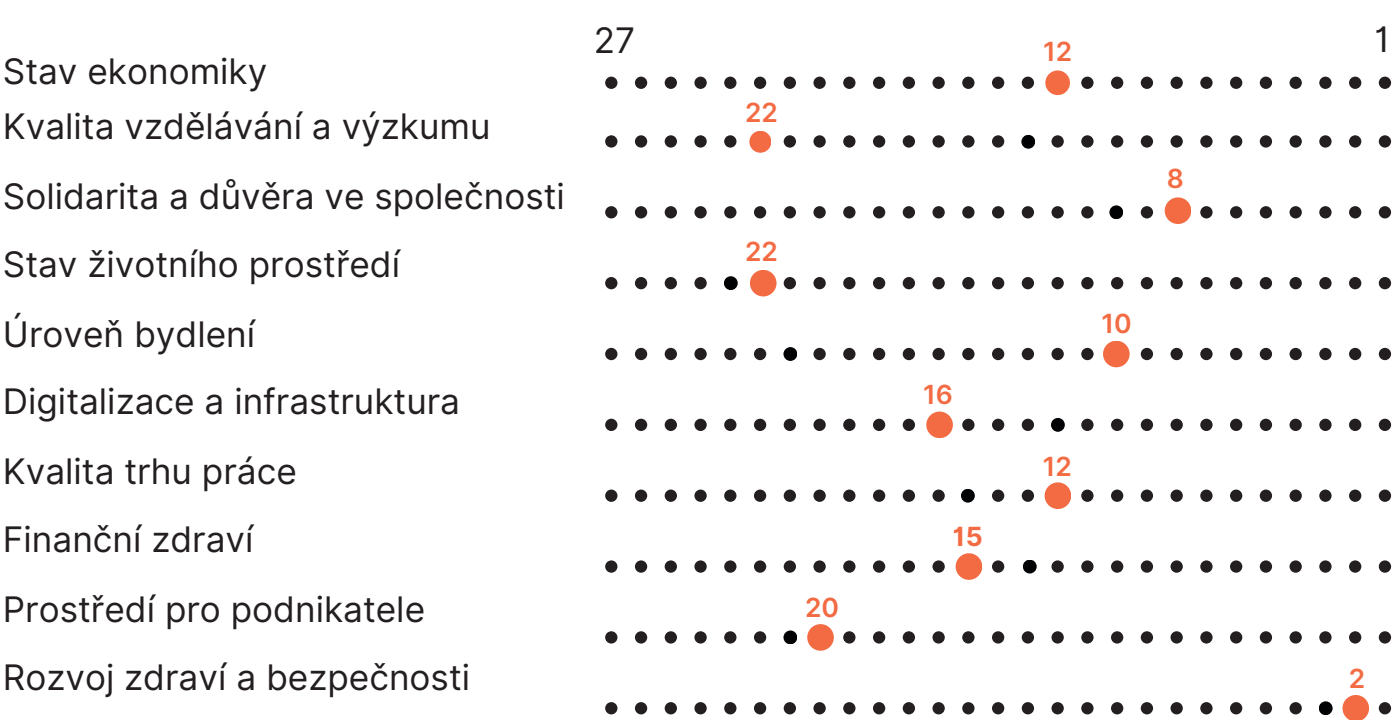 27 1
12
Stav ekonomiky
22
Kvalita vzdělávání a výzkumu
8
Solidarita a důvěra ve společnosti
22
Stav životního prostředí
10
Úroveň bydlení
16
Digitalizace a infrastruktura
12
Kvalita trhu práce
15
Finanční zdraví
20
Prostředí pro podnikatele
2
Rozvoj zdraví a bezpečnosti